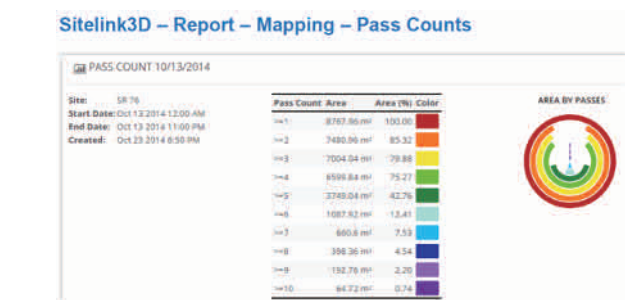 Sitelink3D – Report – Mapping – Pass Counts
PASS COUNT 10/13/2014
Site: SR 76
Start Date: Oct 13 2014 12:00 AM
End Date: Oct 13 2014 11:00 PM
Created: Oct 23 2014 6:50 PM
Pass Count Area Area (%) Color
>=1 8767.96 m² 100.00
>=2 7480.96 m² 85.32
>=3 7004.04 m² 79.88
>=4 6599.84 m² 75.27
>=5 3749.04 m² 42.76
>=6 1087.92 m² 12.41
>=7 660.6 m² 7.53
>=8 398.36 m² 4.54
>=9 192.76 m² 2.20
>=10 64.72 m² 0.74
AREA BY PASSES